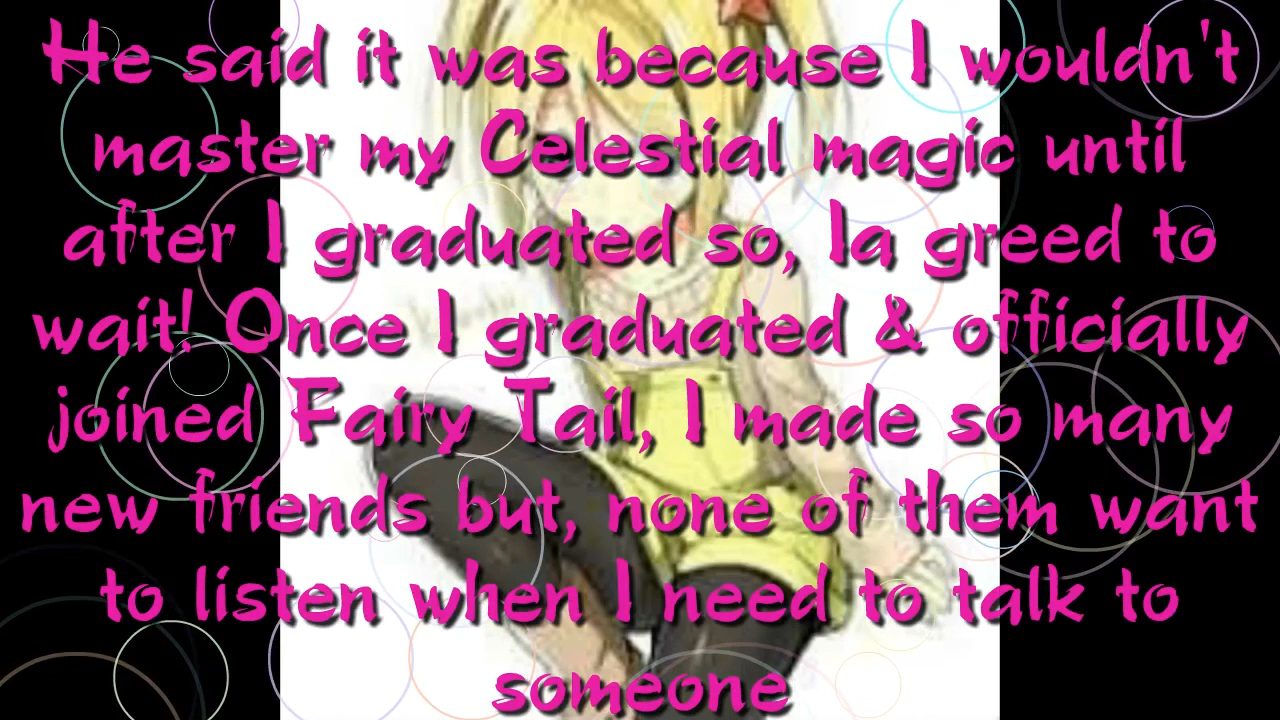 He said it was because I wouldn't
master my Celestial magic until
after I graduated so, Ia greed to
wait! Once I graduated & officially
joined Fairy Tail, I made so many
new friends but, none of them want
to listen when I need to talk to
someone